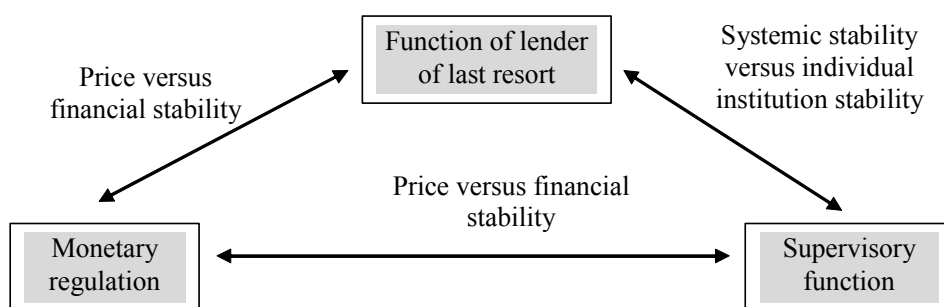 Function of lender
of last resort
Systemic stability
versus individual
institution stability
Price versus
financial stability
Price versus financial
stability
Monetary
regulation
Supervisory
function